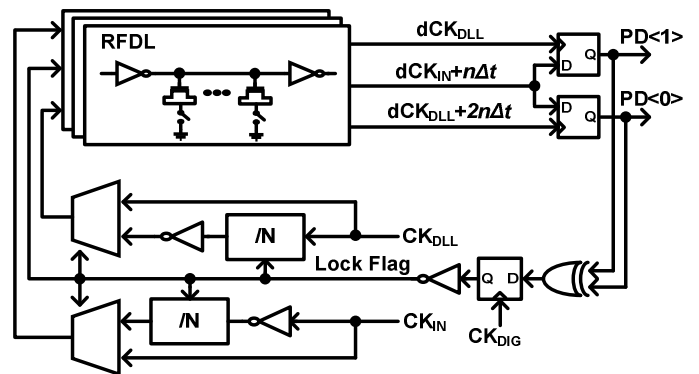 RFDL
dCKDLL
dCKIN+nΔt
dCKDLL+2nΔt
D
Q
PD<1>
D
Q
PD<0>
/N
CKDLL
Lock Flag
Q
D
/N
CKIN
CKDIG